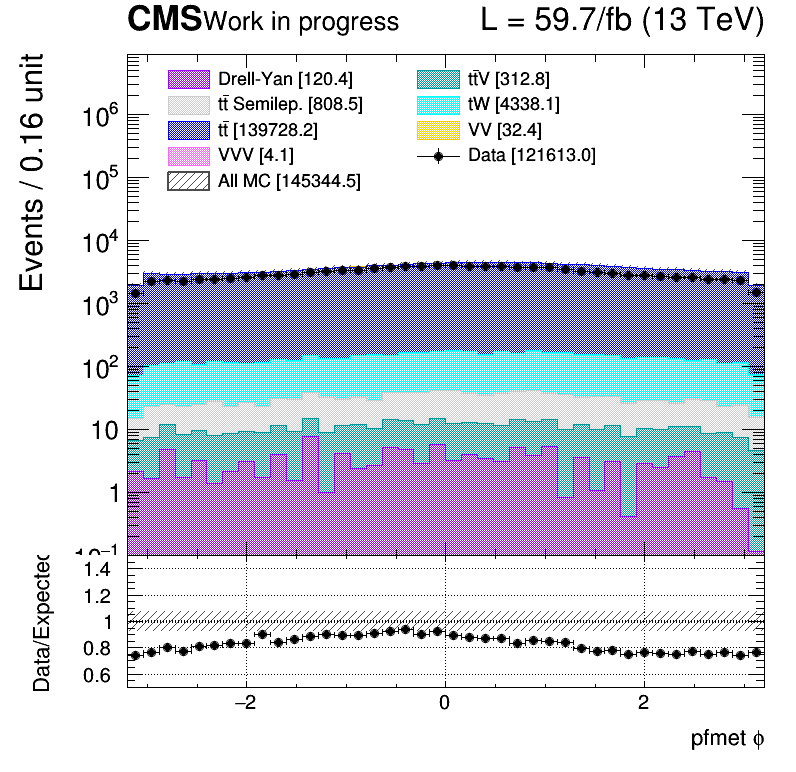 CMS Work in progress L = 59.7/fb (13 TeV)
Events / 0.16 unit
Drell-Yan [120.4]
tt̄V [312.8]
tt̄ Semilep. [808.5]
tW [4338.1]
tt̄ [139728.2]
VV [32.4]
VVV [4.1]
Data [121613.0]
All MC [145344.5]
10⁶
10⁵
10⁴
10³
10²
10
1
10⁻¹
Data/Expected
1.4
1.2
1
0.8
0.6
−2 0 2
pfmet ϕ